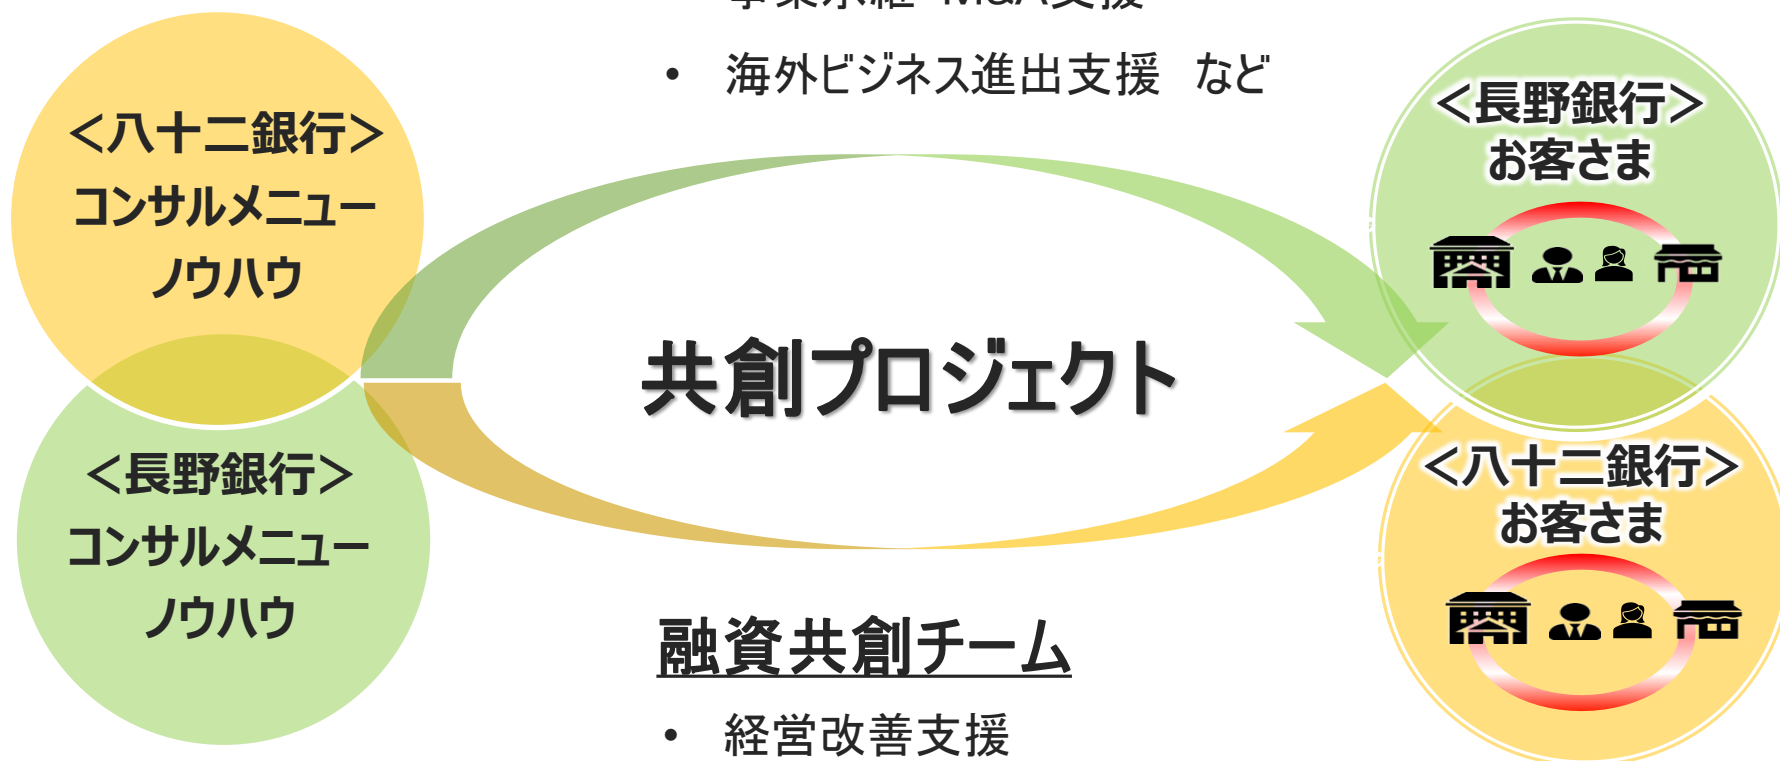 • 海外ビジネス進出支援　など
＜八十二銀行＞
コンサルメニュー
ノウハウ
＜長野銀行＞
コンサルメニュー
ノウハウ
共創プロジェクト
＜長野銀行＞
お客さま
＜八十二銀行＞
お客さま
融資共創チーム
• 経営改善支援